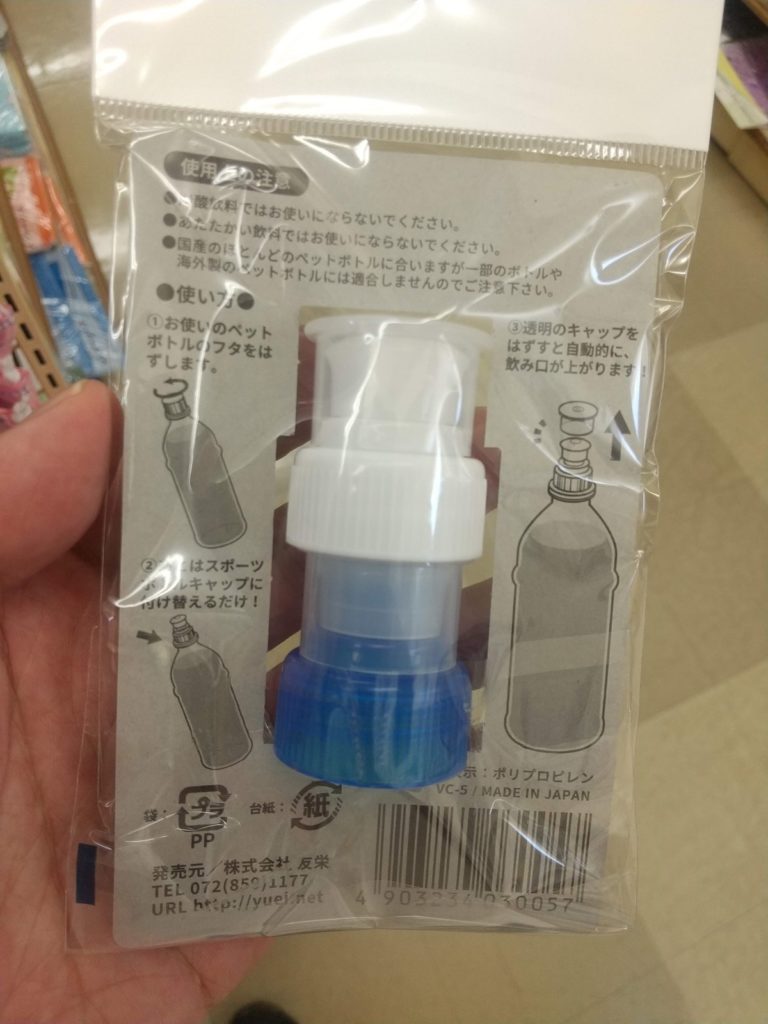 使用上の注意
●炭酸飲料ではお使いにならないでください。
●あたたかい飲料ではお使いにならないでください。
●国産のほとんどのペットボトルに合いますが一部のボトルや
海外製のペットボトルには適合しませんのでご注意下さい。
●使い方●
①お使いのペット
ボトルのフタをは
ずします。
②あとはスポーツ
ボトルキャップに
付け替えるだけ！
③透明のキャップを
はずすと自動的に、
飲み口が上がります！
表示：ポリプロピレン
VC-5 / MADE IN JAPAN
袋： プラ
PP
台紙： 紙
発売元／株式会社 友栄
TEL 072(859)1177
URL http://yuei.net
4 903234 030057